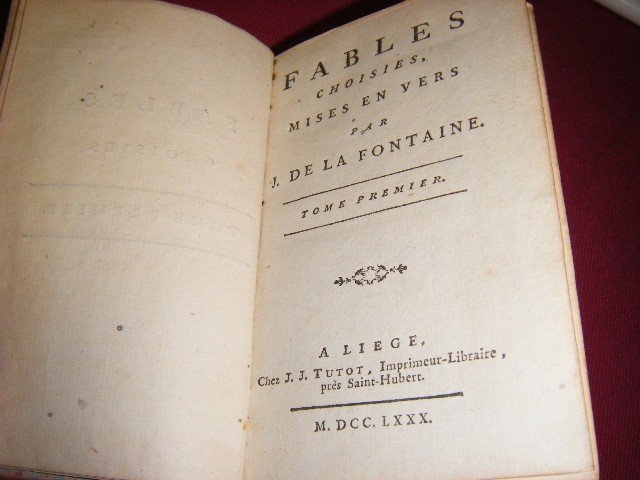 FABLES
CHOISIES,
MISES EN VERS
PAR
J. DE LA FONTAINE.
TOME PREMIER.
A LIEGE,
Chez J. J. TUTOT, Imprimeur-Libraire,
près Saint-Hubert.
M. DCC. LXXX.